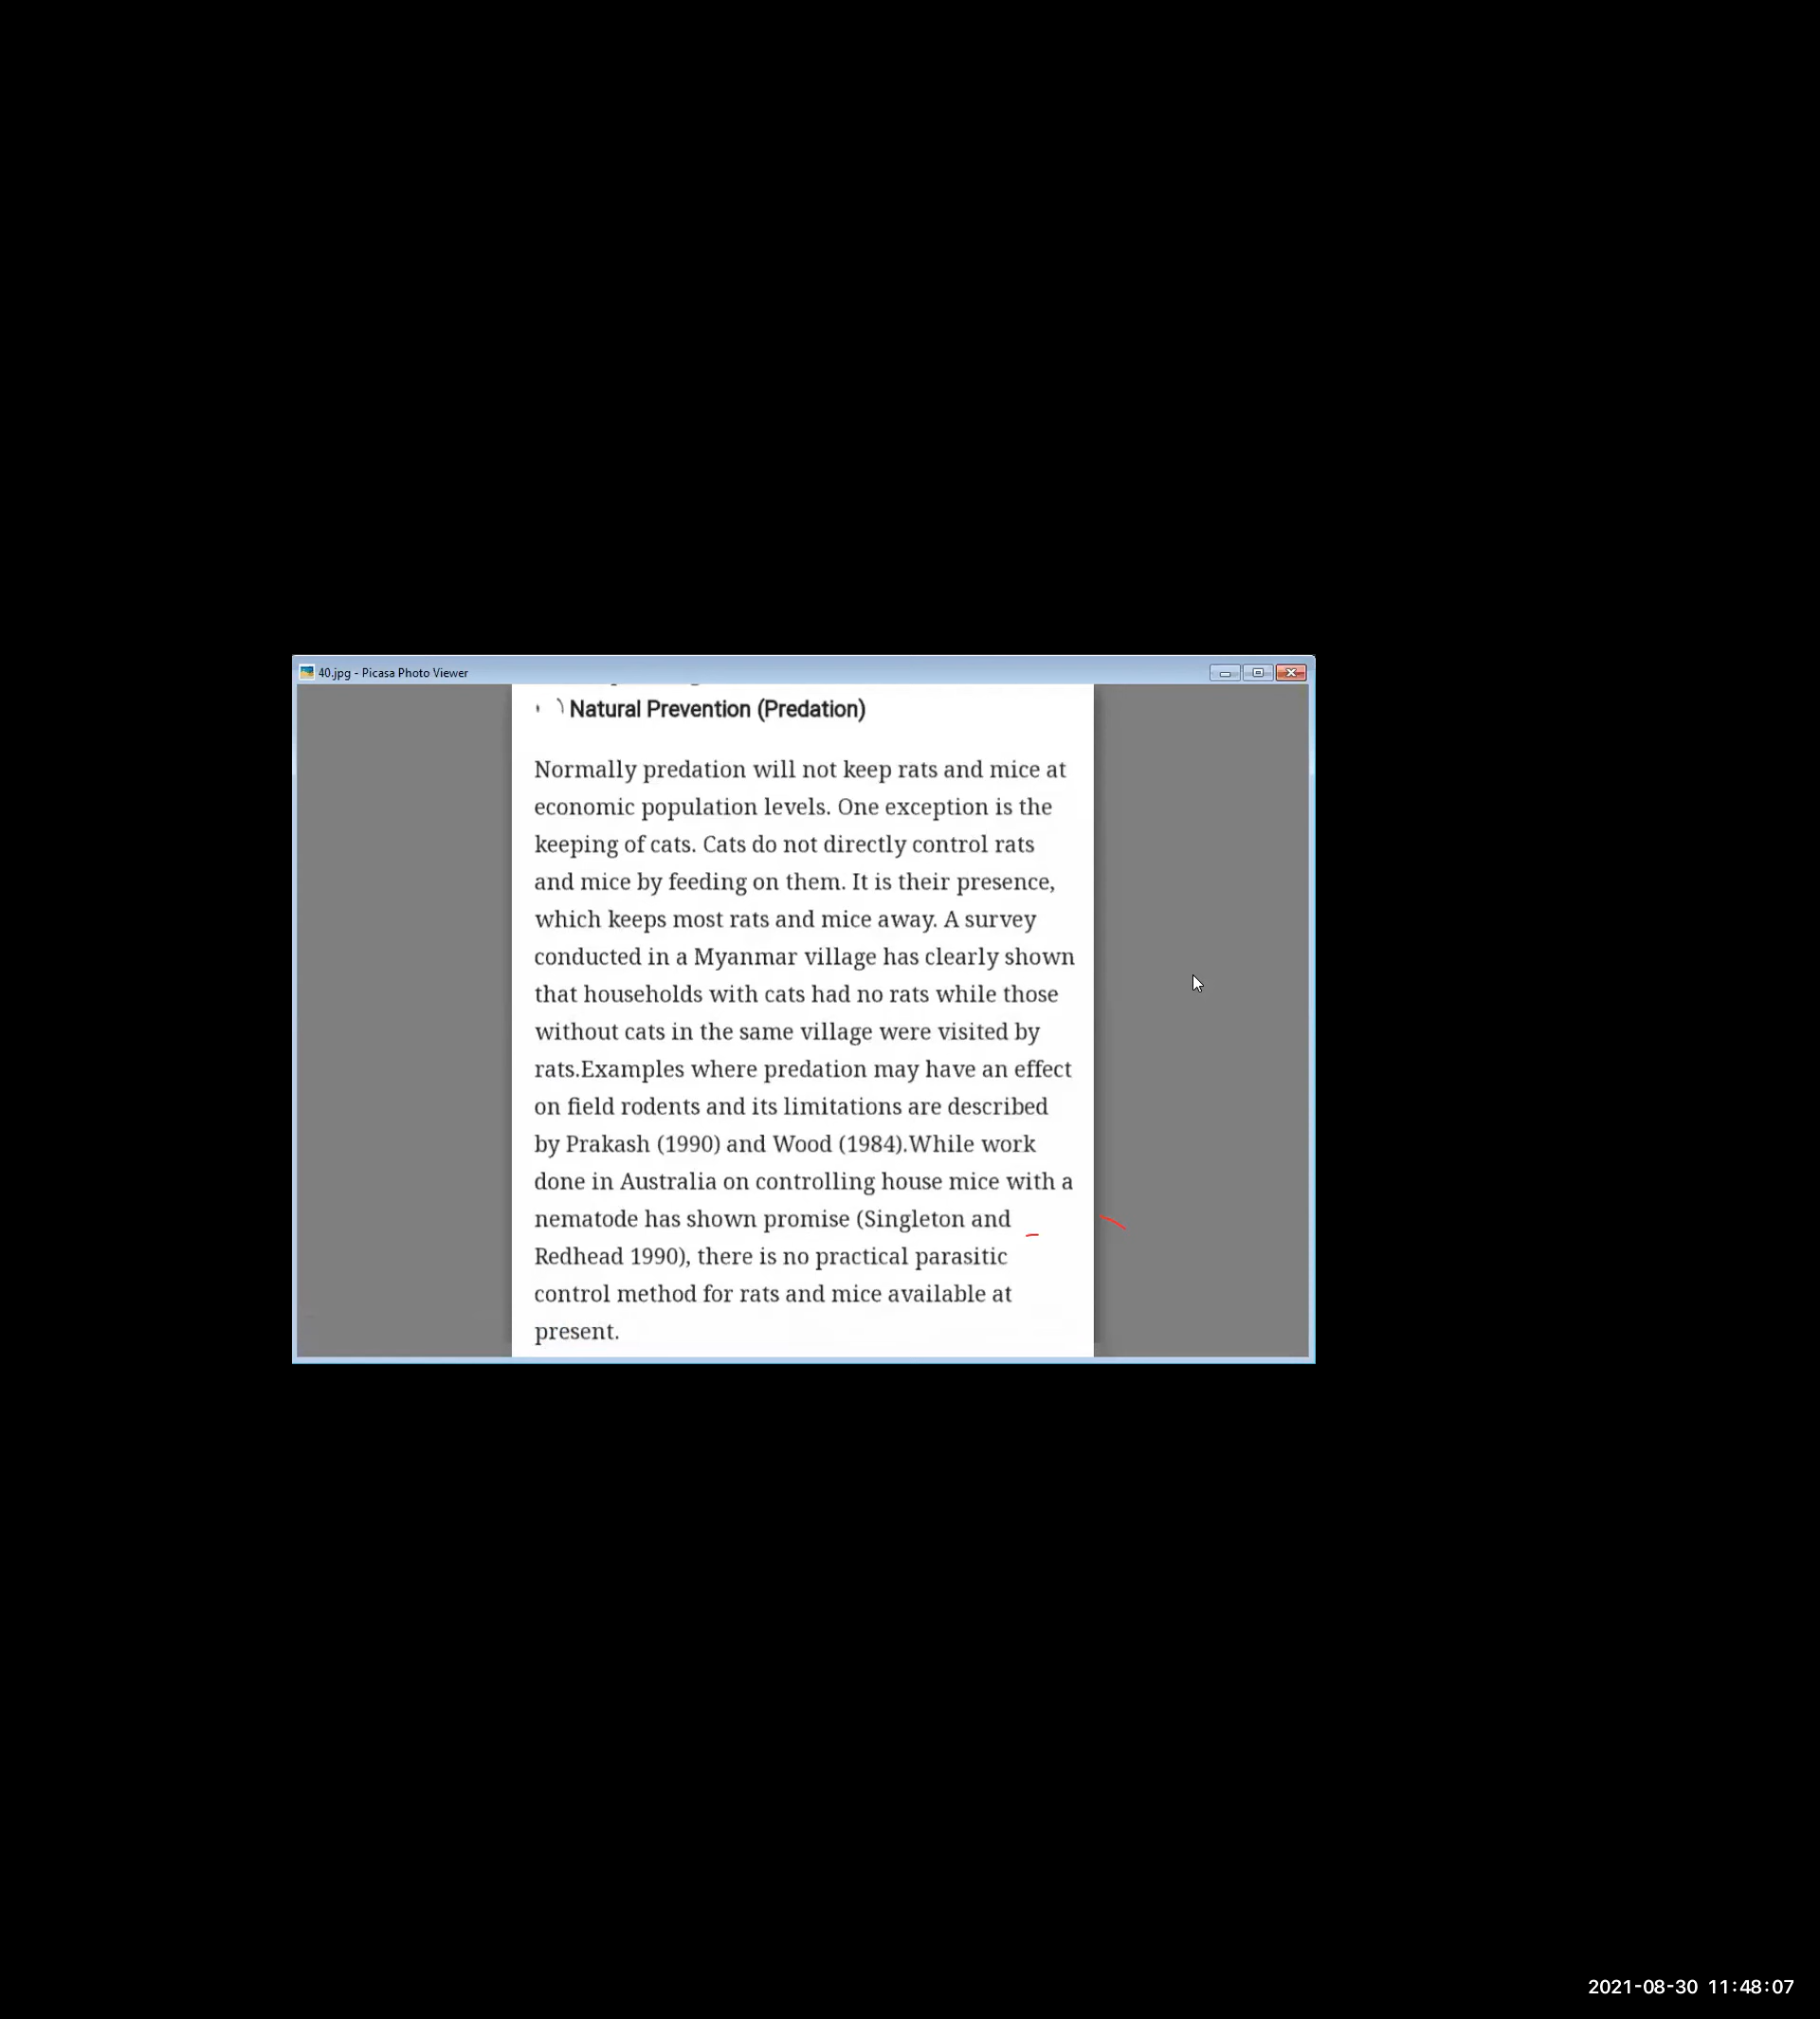 40.jpg - Picasa Photo Viewer
Natural Prevention (Predation)
Normally predation will not keep rats and mice at
economic population levels. One exception is the
keeping of cats. Cats do not directly control rats
and mice by feeding on them. It is their presence,
which keeps most rats and mice away. A survey
conducted in a Myanmar village has clearly shown
that households with cats had no rats while those
without cats in the same village were visited by
rats.Examples where predation may have an effect
on field rodents and its limitations are described
by Prakash (1990) and Wood (1984).While work
done in Australia on controlling house mice with a
nematode has shown promise (Singleton and
Redhead 1990), there is no practical parasitic
control method for rats and mice available at
present.
2021-08-30 11:48:07